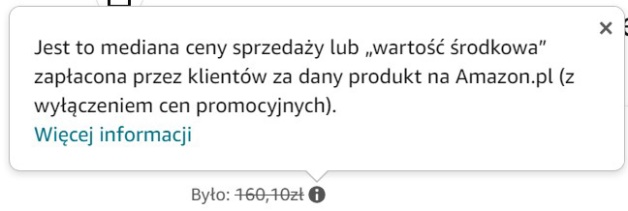 Jest to mediana ceny sprzedaży lub „wartość środkowa”
zapłacona przez klientów za dany produkt na Amazon.pl (z
wyłączeniem cen promocyjnych).
Więcej informacji
Było: 160,10zł